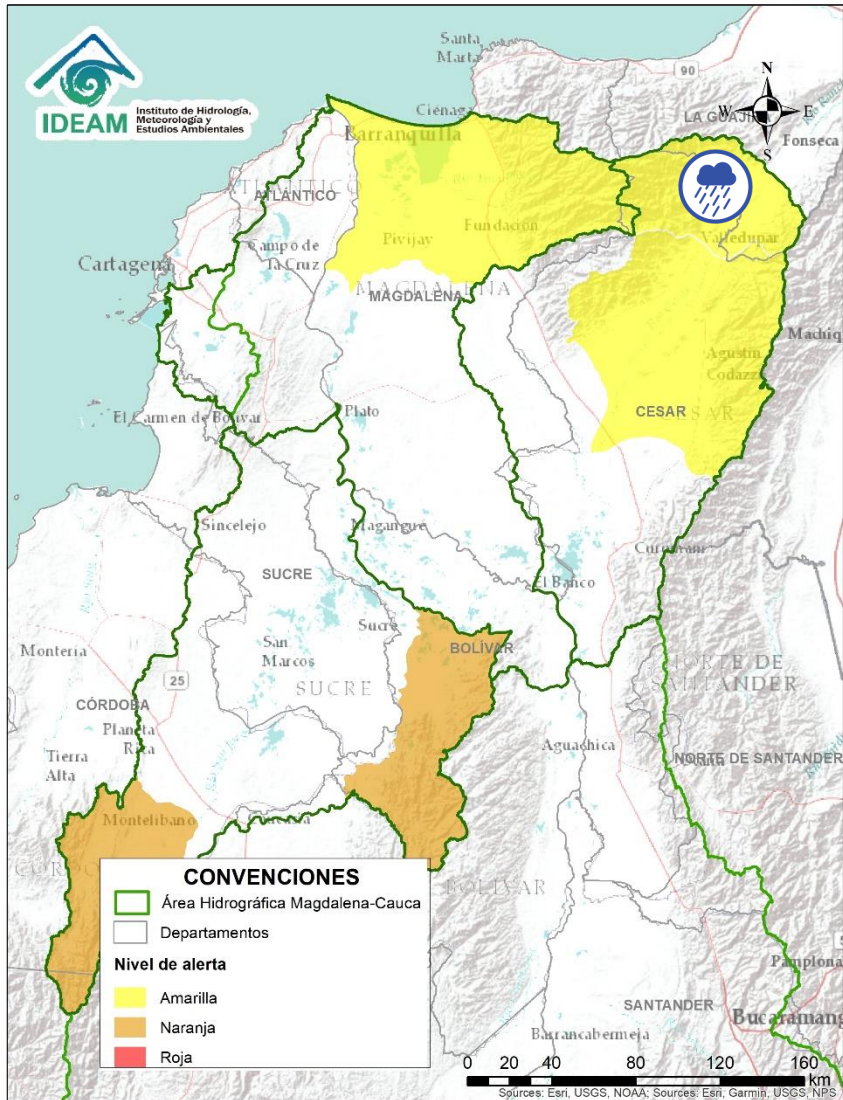 Santa
Marta
90
N
W
E
S
IDEAM
Instituto de Hidrología,
Meteorología y
Estudios Ambientales
Ciénaga
LA GUAJIRA
Barranquilla
Fonseca
ATLÁNTICO
Fundación
Pivijay
Valledupar
Campo de
La Cruz
Cartagena
MAGDALENA
MAGDALENA
Machiq
Agustín
Codazzi
CESAR
El Carmen de Bolívar
Plato
Sincelejo
Magangue
Curumaní
SUCRE
El Banco
Sucre
Montería
San
Marcos
BOLÍVAR
25
SUCRE
NORTE DE
SANTANDER
CÓRDOBA
Planeta
Rica
Aguachica
Tierra
Alta
NORTE DE SANTANDER
Montelíbano
BOLÍVAR
CONVENCIONES
Área Hidrográfica Magdalena-Cauca
Departamentos
Nivel de alerta
Amarilla
Naranja
Roja
Pamplona
SANTANDER
Bucaramang
Barrancabermeja
0 20 40 80 120 160
km
Sources: Esri, USGS, NOAA; Sources: Esri, Garmin, USGS, NPS